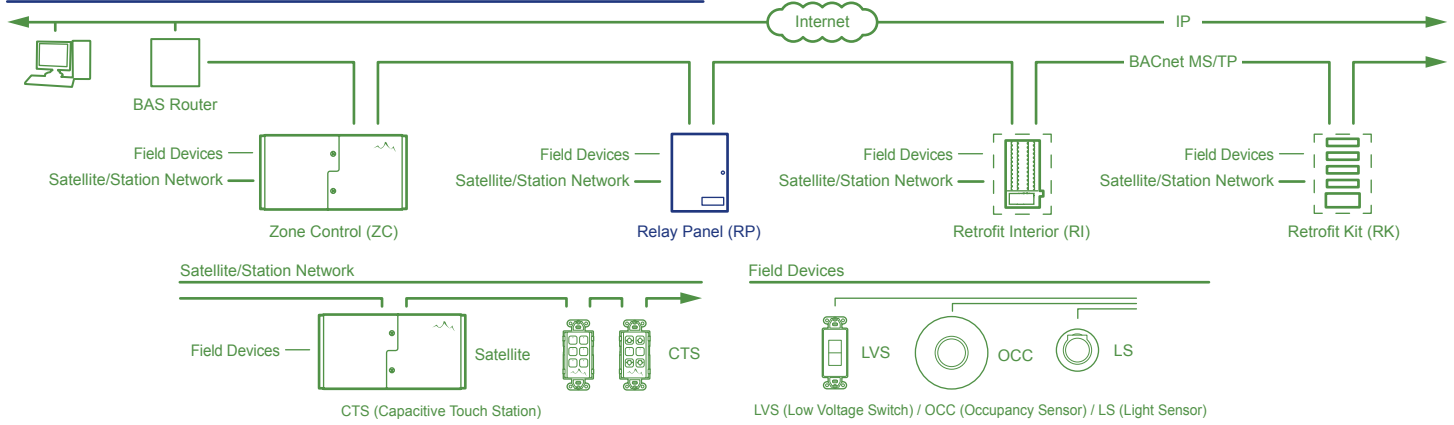 Internet
IP
BACnet MS/TP
BAS Router
Field Devices
Satellite/Station Network
Zone Control (ZC)
Field Devices
Satellite/Station Network
Relay Panel (RP)
Field Devices
Satellite/Station Network
Retrofit Interior (RI)
Field Devices
Satellite/Station Network
Retrofit Kit (RK)
Satellite/Station Network
Field Devices
Satellite
CTS
CTS (Capacitive Touch Station)
Field Devices
LVS
OCC
LS
LVS (Low Voltage Switch) / OCC (Occupancy Sensor) / LS (Light Sensor)